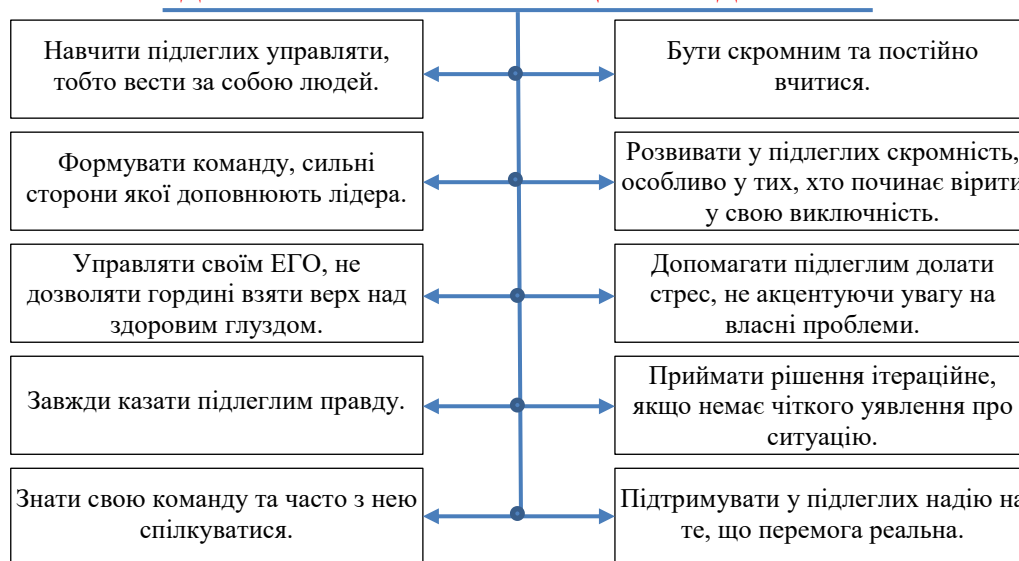 Навчити підлеглих управляти,
тобто вести за собою людей.
Бути скромним та постійно
вчитися.
Формувати команду, сильні
сторони якої доповнюють лідера.
Розвивати у підлеглих скромність,
особливо у тих, хто починає вірити
у свою виключність.
Управляти своїм ЕГО, не
дозволяти гордині взяти верх над
здоровим глуздом.
Допомагати підлеглим долати
стрес, не акцентуючи увагу на
власні проблеми.
Завжди казати підлеглим правду.
Приймати рішення ітераційне,
якщо немає чіткого уявлення про
ситуацію.
Знати свою команду та часто з нею
спілкуватися.
Підтримувати у підлеглих надію на
те, що перемога реальна.